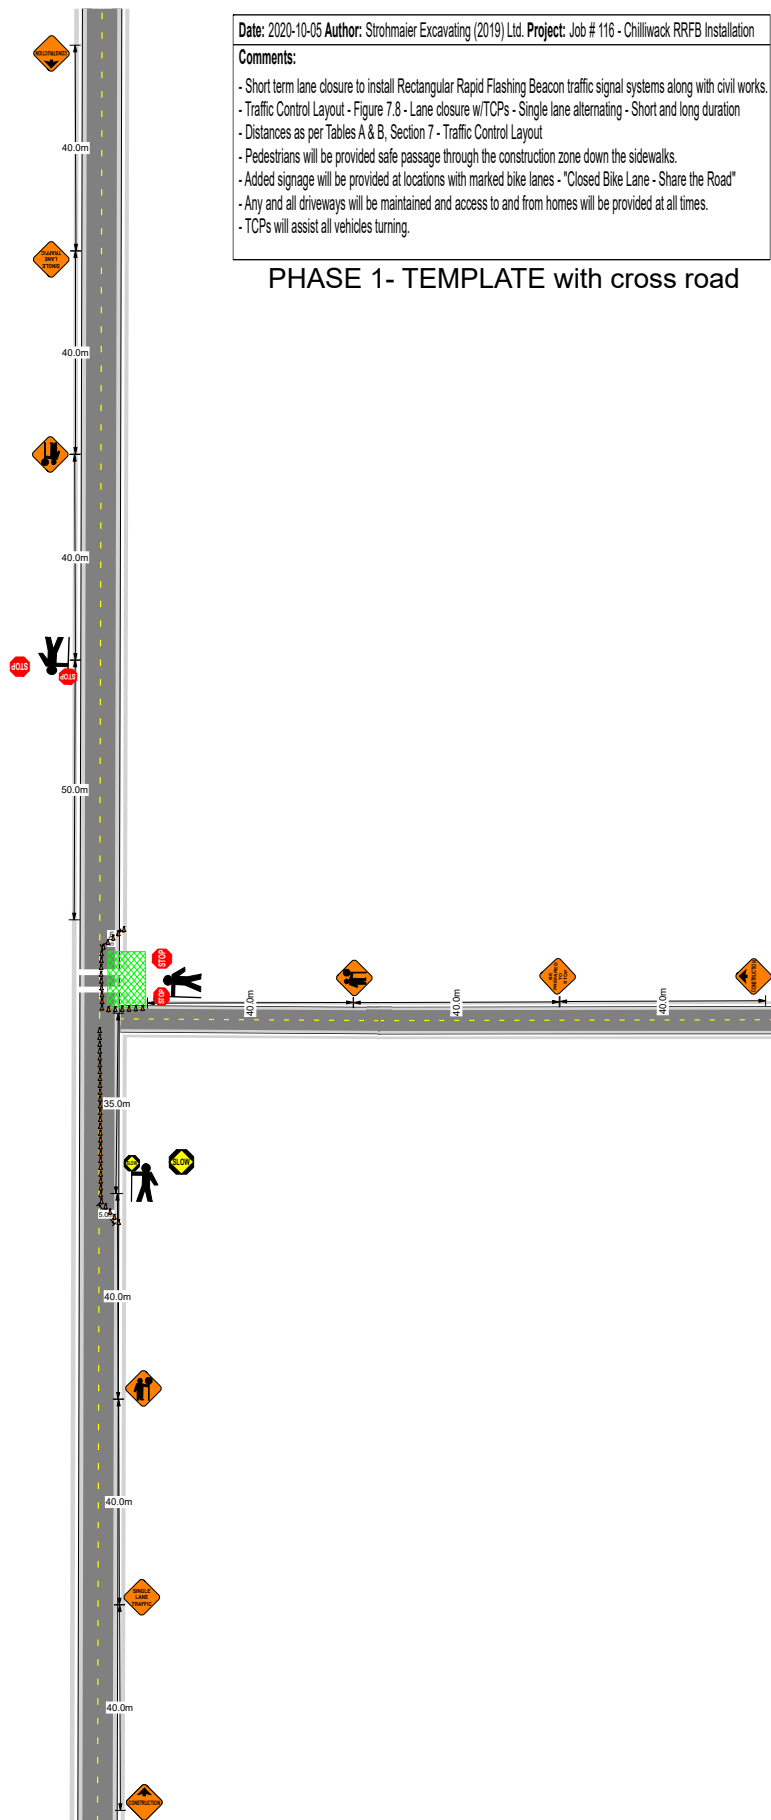 Date: 2020-10-05 Author: Strohmaier Excavating (2019) Ltd. Project: Job # 116 - Chilliwack RRFB Installation
Comments:
- Short term lane closure to install Rectangular Rapid Flashing Beacon traffic signal systems along with civil works.
- Traffic Control Layout - Figure 7.8 - Lane closure w/TCPs - Single lane alternating - Short and long duration
- Distances as per Tables A & B, Section 7 - Traffic Control Layout
- Pedestrians will be provided safe passage through the construction zone down the sidewalks.
- Added signage will be provided at locations with marked bike lanes - "Closed Bike Lane - Share the Road"
- Any and all driveways will be maintained and access to and from homes will be provided at all times.
- TCPs will assist all vehicles turning.
PHASE 1- TEMPLATE with cross road
CONSTRUCTION
40.0m
SINGLE
LANE
TRAFFIC
40.0m
40.0m
STOP
STOP
50.0m
STOP
STOP
40.0m
40.0m
BE
PREPARED
TO
STOP
40.0m
CONSTRUCTION
35.0m
SLOW
SLOW
40.0m
40.0m
SINGLE
LANE
TRAFFIC
40.0m
CONSTRUCTION